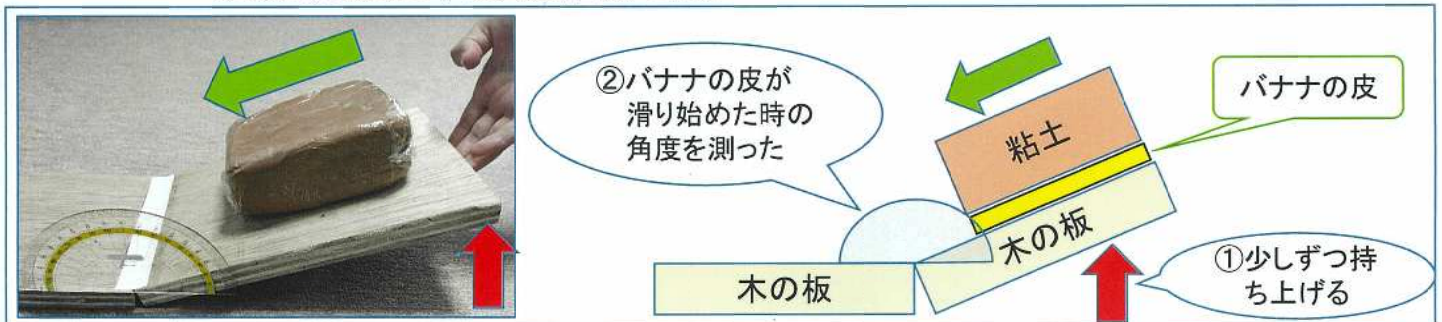 ②バナナの皮が
滑り始めた時の
角度を測った
バナナの皮
粘土
木の板
木の板
①少しずつ持
ち上げる